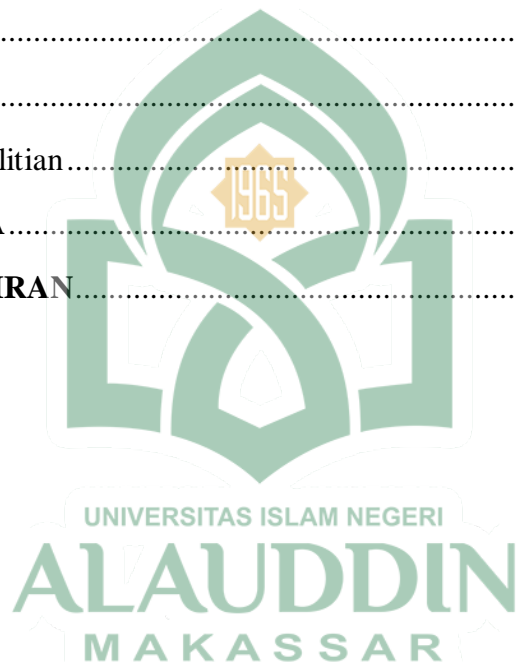 ................................................................
................................................................
litian................................................................
A................................................................
IRAN................................................................
1965
UNIVERSITAS ISLAM NEGERI
ALAUDDIN
MAKASSAR